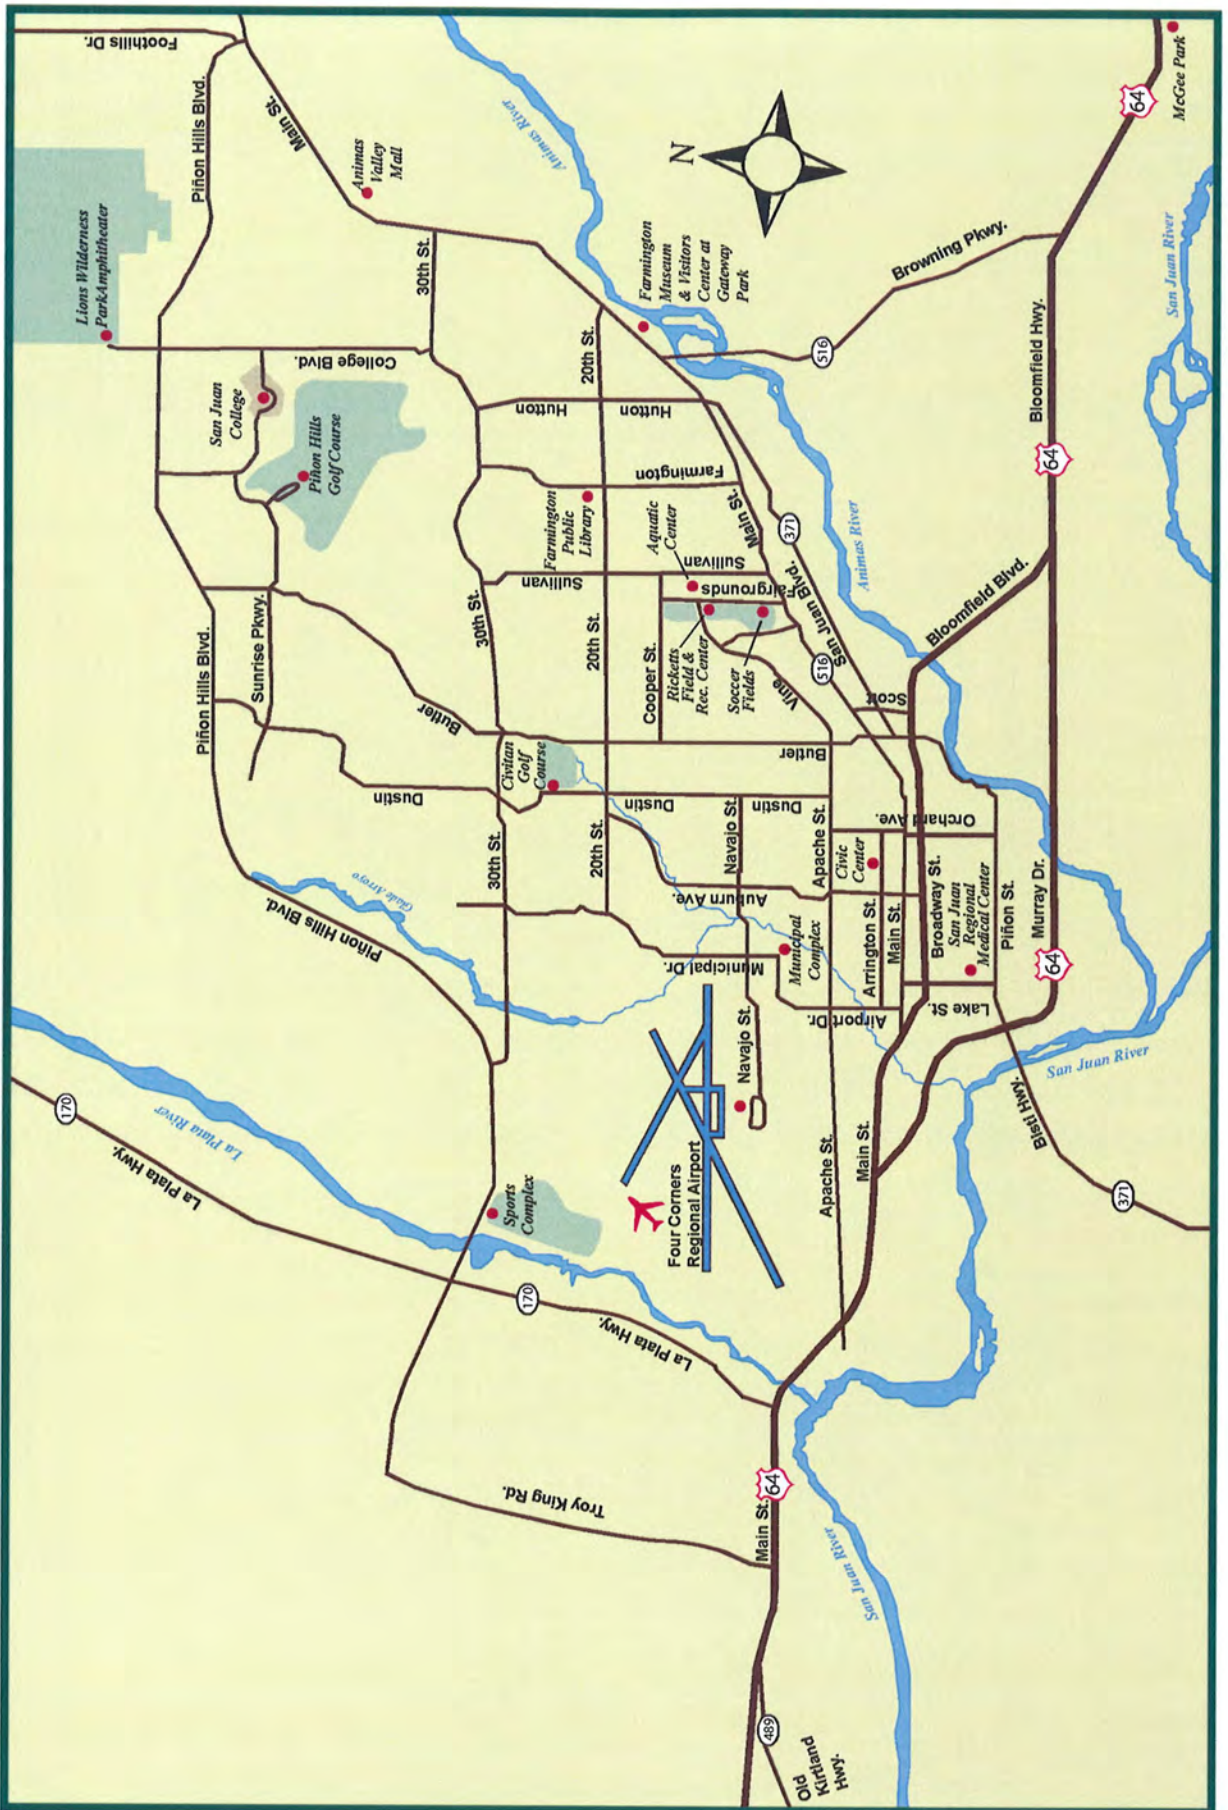 Foothills Dr.
Piñon Hills Blvd.
Main St.
Animas
Valley
Mall
Lions Wilderness
ParkAmphitheater
Animas River
N
64
McGee Park
30th St.
College Blvd.
San Juan
College
Piñon Hills
Golf Course
Farmington
Museum
& Visitors
Center at
Gateway
Park
Browning Pkwy.
San Juan River
516
20th St.
Hutton
Hutton
Bloomfield Hwy.
64
Farmington
Farmington
Public
Library
Aquatic
Center
Main St.
371
Animas River
Sullivan
Sullivan
Fairgrounds
San Juan Blvd.
Bloomfield Blvd.
Piñon Hills Blvd.
Sunrise Pkwy.
30th St.
20th St.
Cooper St.
Ricketts
Field &
Rec. Center
Soccer
Fields
Vine
516
Scott
Butler
Butler
Civitan
Golf
Course
Dustin
Dustin
Dustin
Navajo St.
Apache St.
Orchard Ave.
Civic
Center
30th St.
20th St.
Glade Arroyo
Auburn Ave.
Arrington St.
Main St.
Broadway St.
San Juan
Regional
Medical Center
Piñon St.
Murray Dr.
64
Piñon Hills Blvd.
Municipal Dr.
Municipal
Complex
Airport Dr.
Lake St.
Navajo St.
San Juan River
Bisti Hwy.
371
170
La Plata River
La Plata Hwy.
Sports
Complex
Four Corners
Regional Airport
Apache St.
Main St.
170
La Plata Hwy.
Troy King Rd.
Main St.
64
San Juan River
489
Old
Kirtland
Hwy.